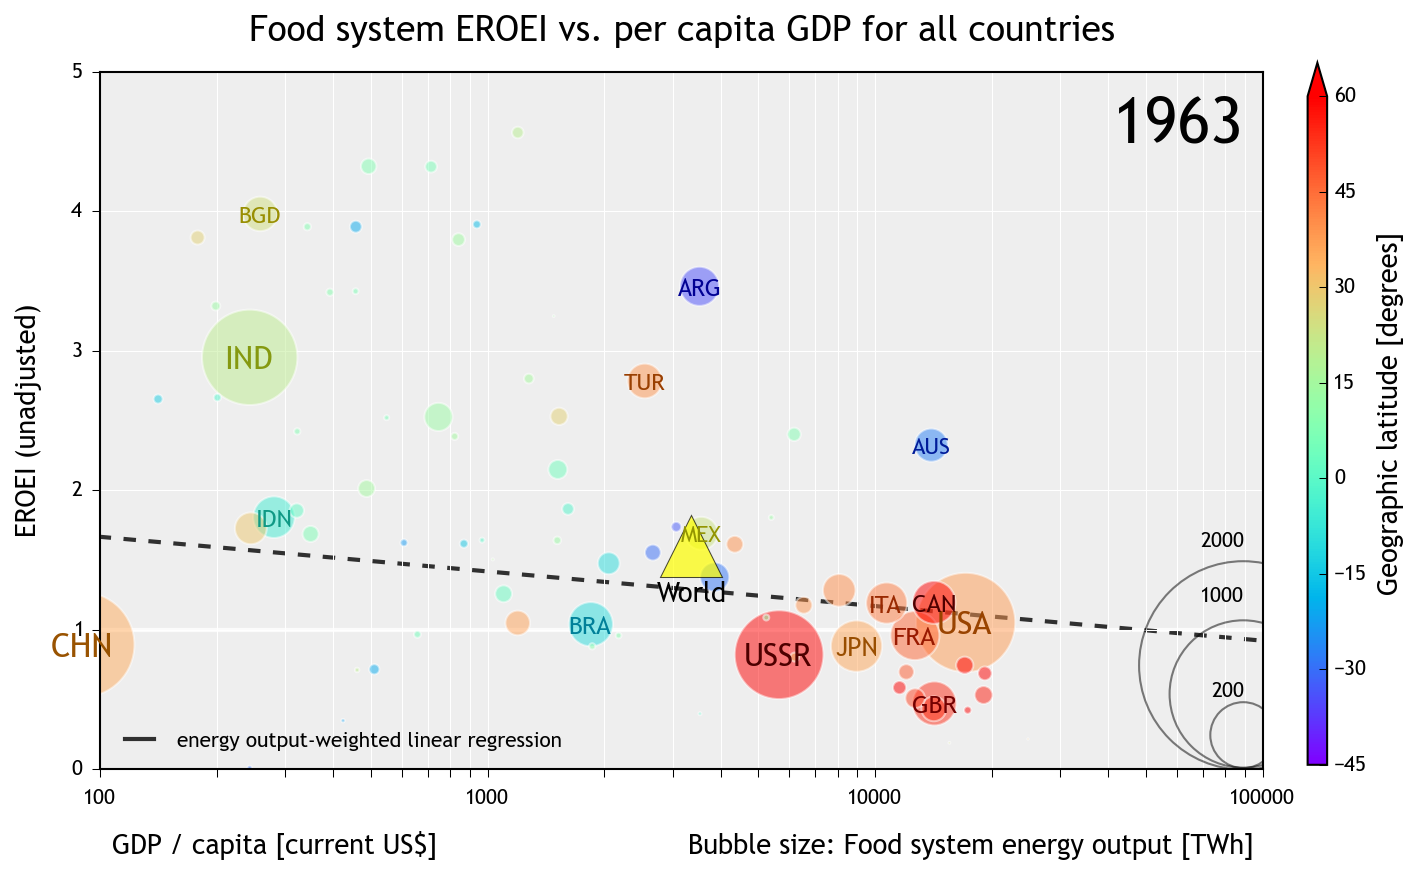 Food system EROEI vs. per capita GDP for all countries
1963
EROEI (unadjusted)
5
4
3
2
1
0
BGD
ARG
IND
TUR
AUS
IDN
MEX
World
BRA
CHN
USSR
JPN
ITA
CAN
FRA
USA
GBR
2000
1000
200
energy output-weighted linear regression
100
1000
10000
100000
GDP / capita [current US$]
Bubble size: Food system energy output [TWh]
60
45
30
15
0
−15
−30
−45
Geographic latitude [degrees]